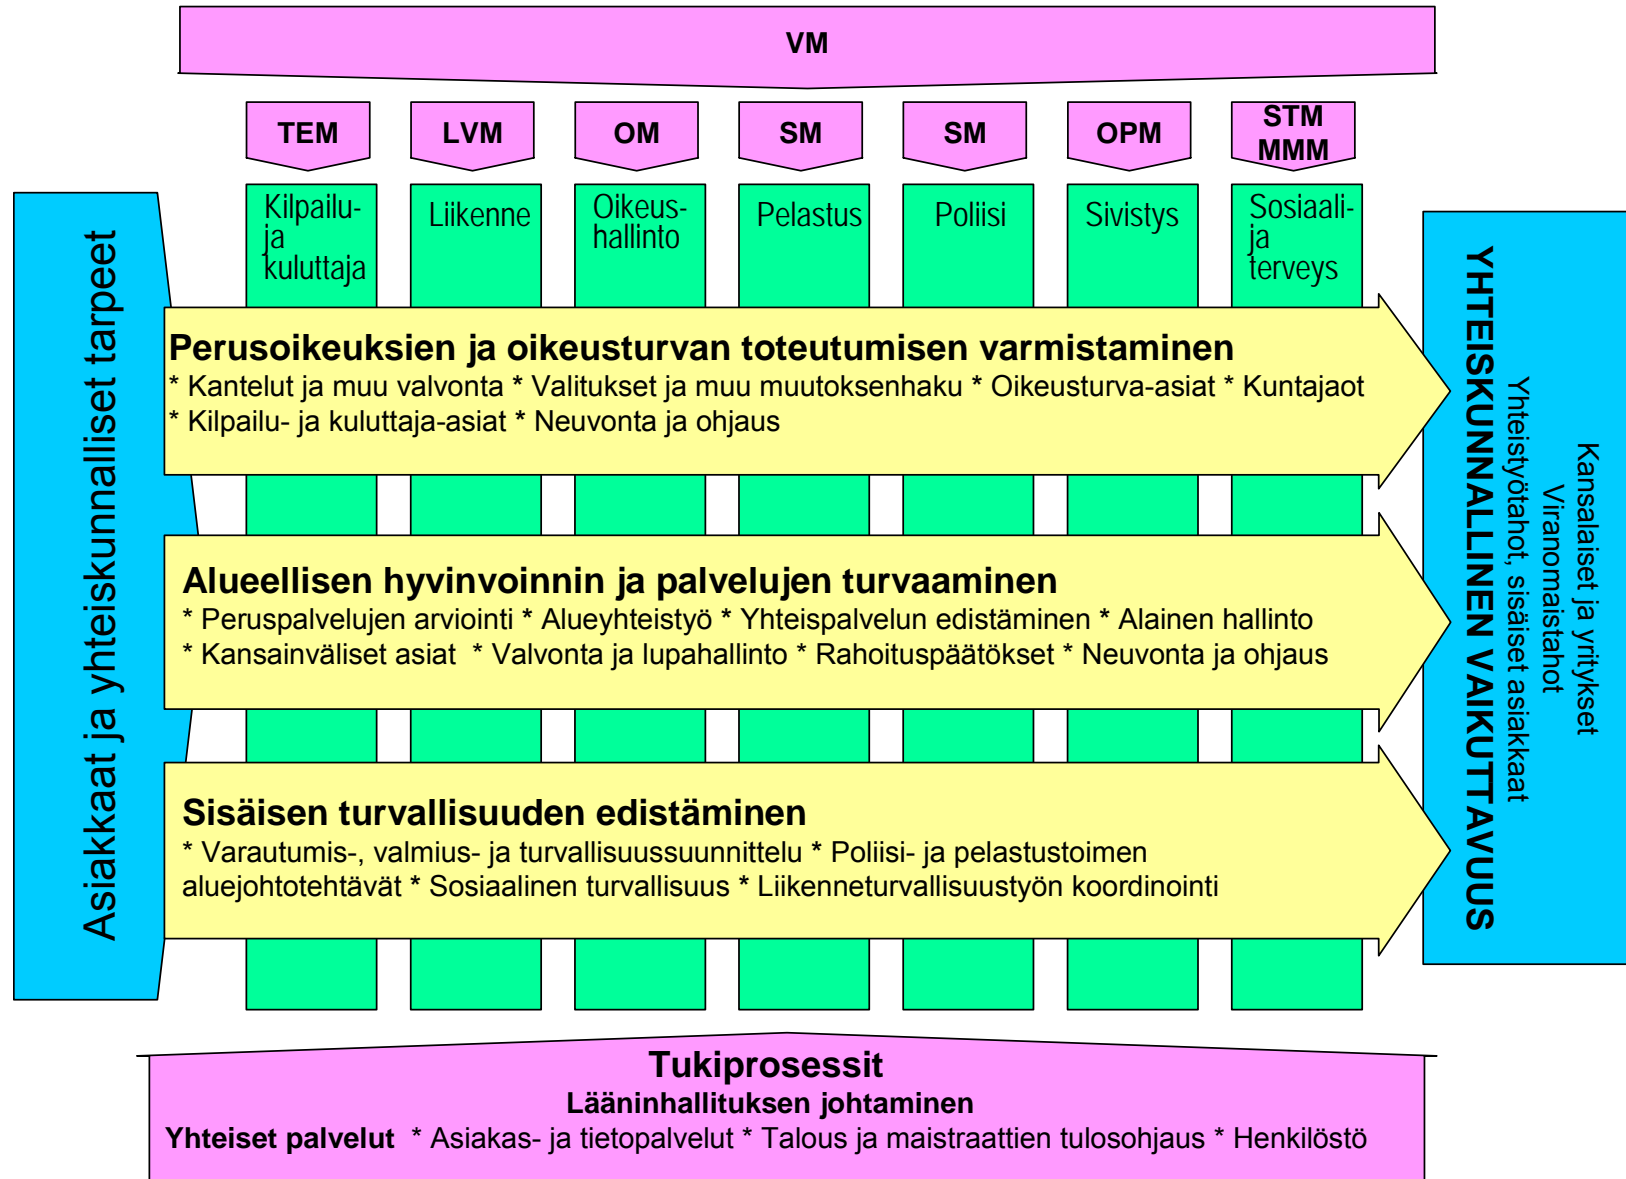 VM
TEM
LVM
OM
SM
SM
OPM
STM
MMM
Kilpailu-
ja
kuluttaja
Liikenne
Oikeus-
hallinto
Pelastus
Poliisi
Sivistys
Sosiaali-
ja
terveys
Asiakkaat ja yhteiskunnalliset tarpeet
Perusoikeuksien ja oikeusturvan toteutumisen varmistaminen
* Kantelut ja muu valvonta * Valitukset ja muu muutoksenhaku * Oikeusturva-asiat * Kuntajaot
* Kilpailu- ja kuluttaja-asiat * Neuvonta ja ohjaus
Alueellisen hyvinvoinnin ja palvelujen turvaaminen
* Peruspalvelujen arviointi * Alueyhteistyö * Yhteispalvelun edistäminen * Alainen hallinto
* Kansainväliset asiat * Valvonta ja lupahallinto * Rahoituspäätökset * Neuvonta ja ohjaus
Sisäisen turvallisuuden edistäminen
* Varautumis-, valmius- ja turvallisuussuunnittelu * Poliisi- ja pelastustoimen
aluejohtotehtävät * Sosiaalinen turvallisuus * Liikenneturvallisuustyön koordinointi
Kansalaiset ja yritykset
Viranomaistahot
Yhteistyötahot, sisäiset asiakkaat
YHTEISKUNNALLINEN VAIKUTTAVUUS
Tukiprosessit
Lääninhallituksen johtaminen
Yhteiset palvelut * Asiakas- ja tietopalvelut * Talous ja maistraattien tulosohjaus * Henkilöstö